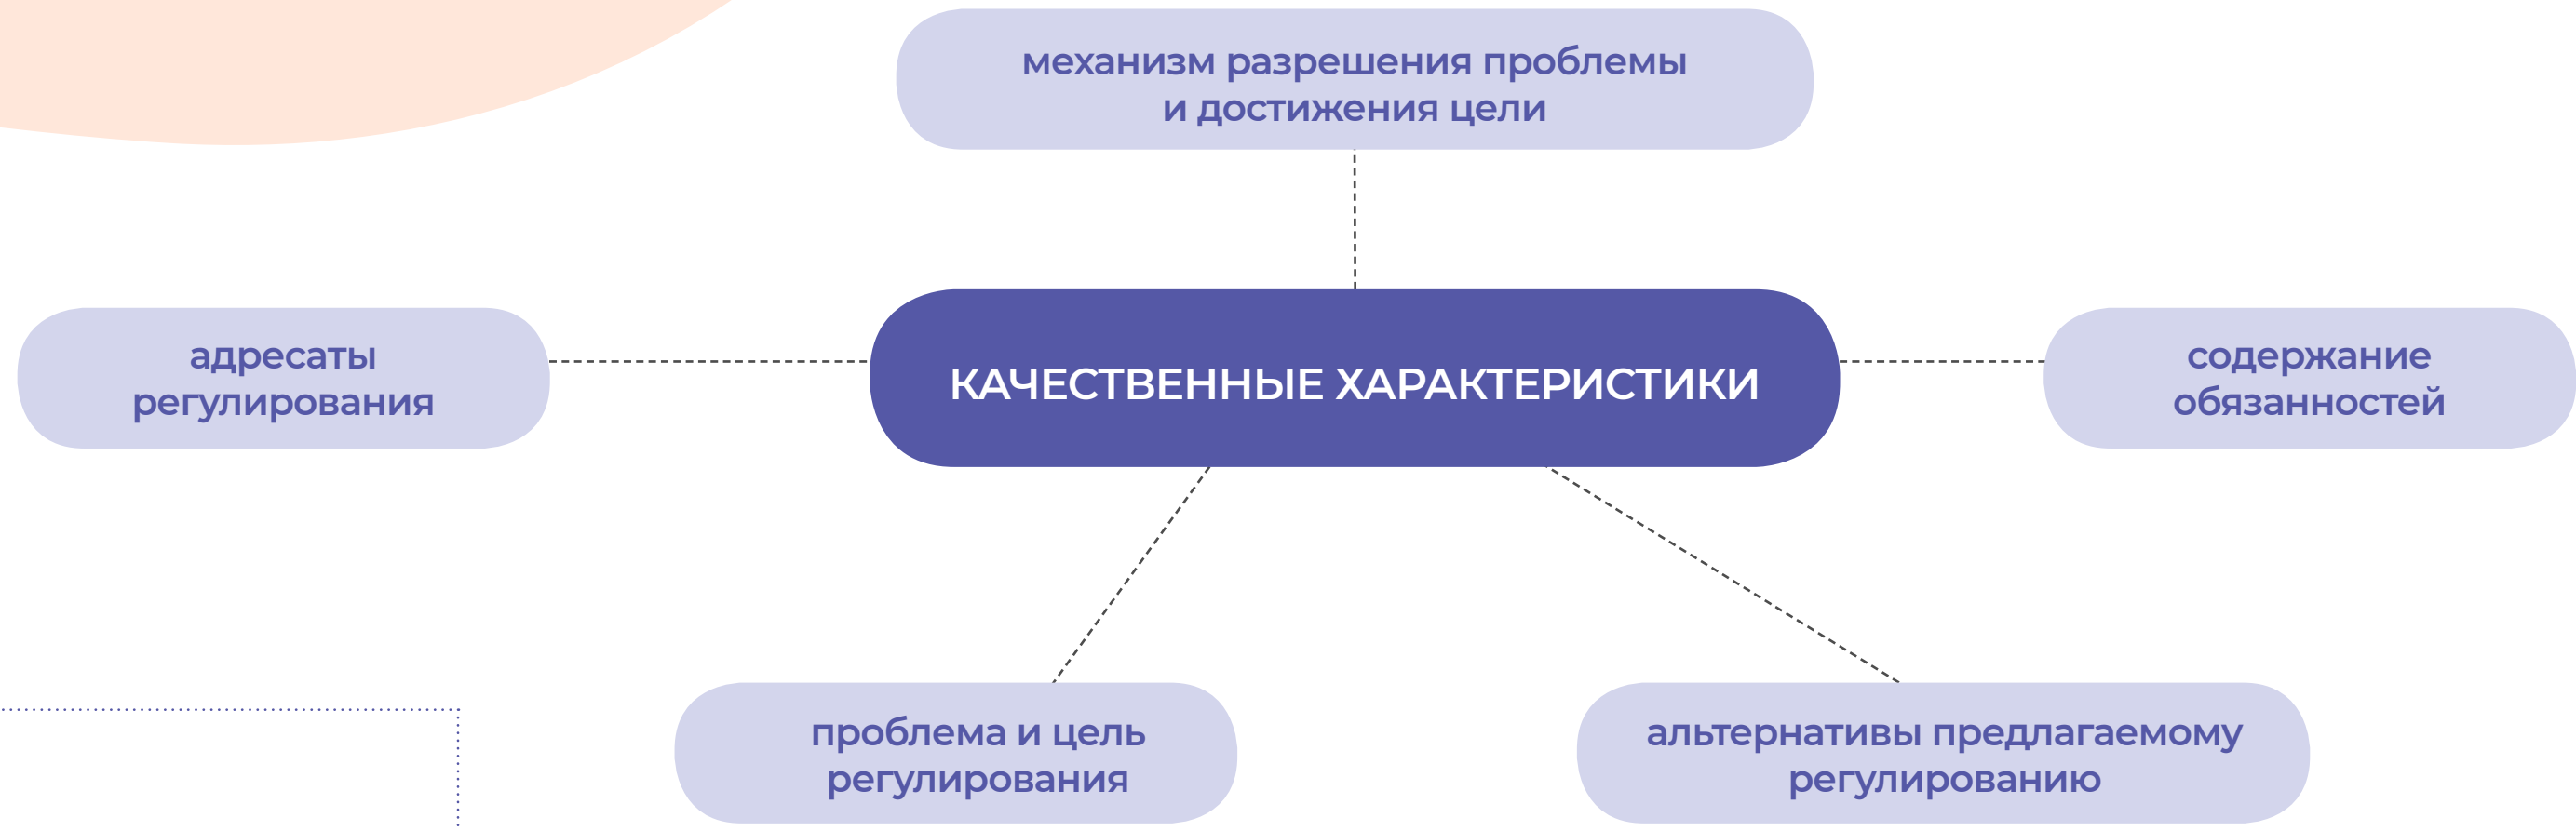 механизм разрешения проблемы
и достижения цели
адресаты
регулирования
КАЧЕСТВЕННЫЕ ХАРАКТЕРИСТИКИ
содержание
обязанностей
проблема и цель
регулирования
альтернативы предлагаемому
регулированию